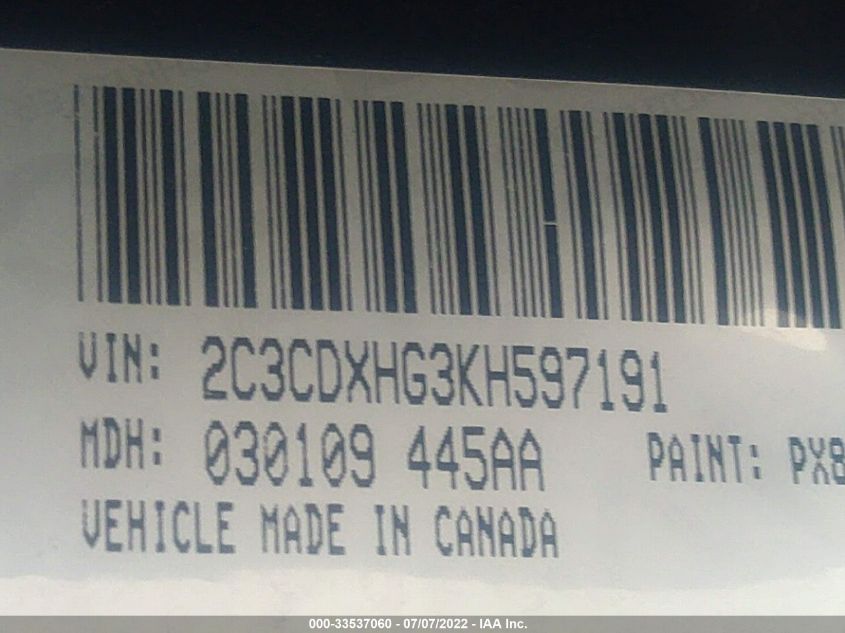 VIN: 2C3CDXHG3KH597191
MDH: 030109 445AA PAINT: PX8
VEHICLE MADE IN CANADA
000-33537060 - 07/07/2022 - IAA Inc.